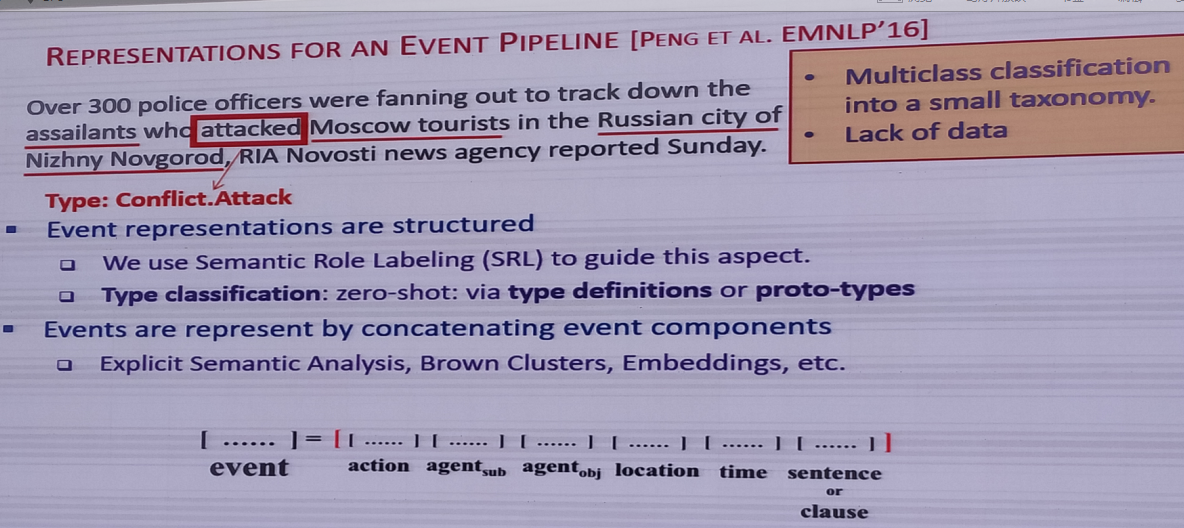 REPRESENTATIONS FOR AN EVENT PIPELINE [PENG ET AL. EMNLP'16]
Over 300 police officers were fanning out to track down the
assailants who attacked Moscow tourists in the Russian city of
Nizhny Novgorod, RIA Novosti news agency reported Sunday.
• Multiclass classification
into a small taxonomy.
• Lack of data
Type: Conflict.Attack
▪ Event representations are structured
❑ We use Semantic Role Labeling (SRL) to guide this aspect.
❑ Type classification: zero-shot: via type definitions or proto-types
▪ Events are represent by concatenating event components
❑ Explicit Semantic Analysis, Brown Clusters, Embeddings, etc.
[ ...... ] = [ [ ...... ] [ ...... ] [ ...... ] [ ...... ] [ ...... ] [ ...... ] ]
event action agentsub agentobj location time sentence
or
clause